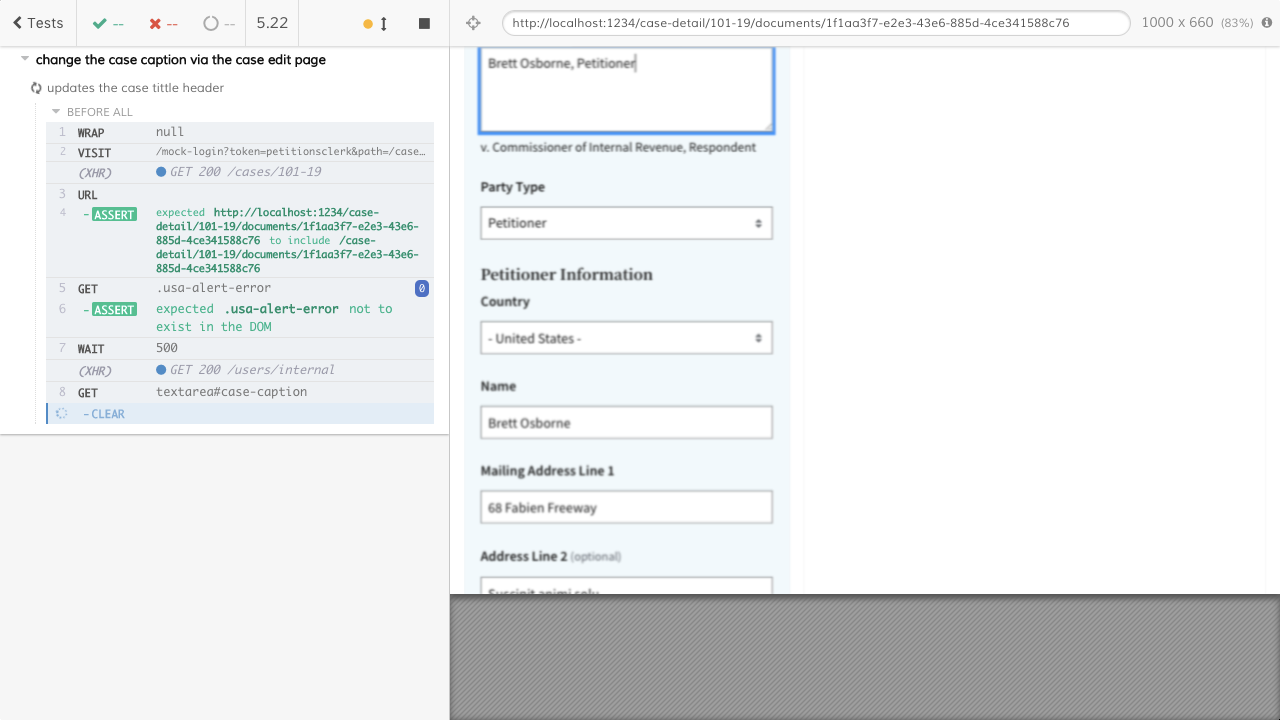 Tests
--
--
--
5.22
http://localhost:1234/case-detail/101-19/documents/1f1aa3f7-e2e3-43e6-885d-4ce341588c76
1000 x 660 (83%)
change the case caption via the case edit page
updates the case tittle header
BEFORE ALL
1 WRAP null
2 VISIT /mock-login?token=petitionsclerk&path=/case…
(XHR) GET 200 /cases/101-19
3 URL
4 - ASSERT expected http://localhost:1234/case-
detail/101-19/documents/1f1aa3f7-e2e3-43e6-
885d-4ce341588c76 to include /case-
detail/101-19/documents/1f1aa3f7-e2e3-43e6-
885d-4ce341588c76
5 GET .usa-alert-error 0
6 - ASSERT expected .usa-alert-error not to
exist in the DOM
7 WAIT 500
(XHR) GET 200 /users/internal
8 GET textarea#case-caption
- CLEAR
Brett Osborne, Petitioner
v. Commissioner of Internal Revenue, Respondent
Party Type
Petitioner
Petitioner Information
Country
- United States -
Name
Brett Osborne
Mailing Address Line 1
68 Fabien Freeway
Address Line 2 (optional)